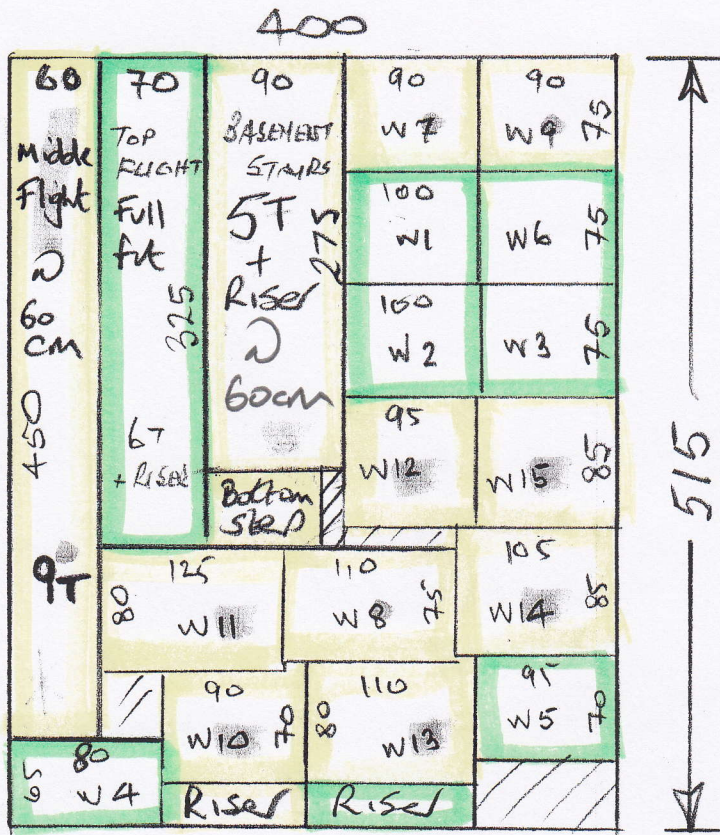 400
60
Middle
Flight
@
60
CM
450
9T
70
TOP
FLIGHT
Full
fut
325
6T
+ RISER
90
BASEMENT
STAIRS
5T
+
Riser
@
60cm
275
Bottom
step
90
W7
90
W9 75
100
W1
W6 75
100
W2
W3 75
95
W12
W15 85
125
80 W11
110
W8 75
105
W14 85
90
W10 70
110
80 W13
95
W5 70
80
65 W4
Riser
Riser
515